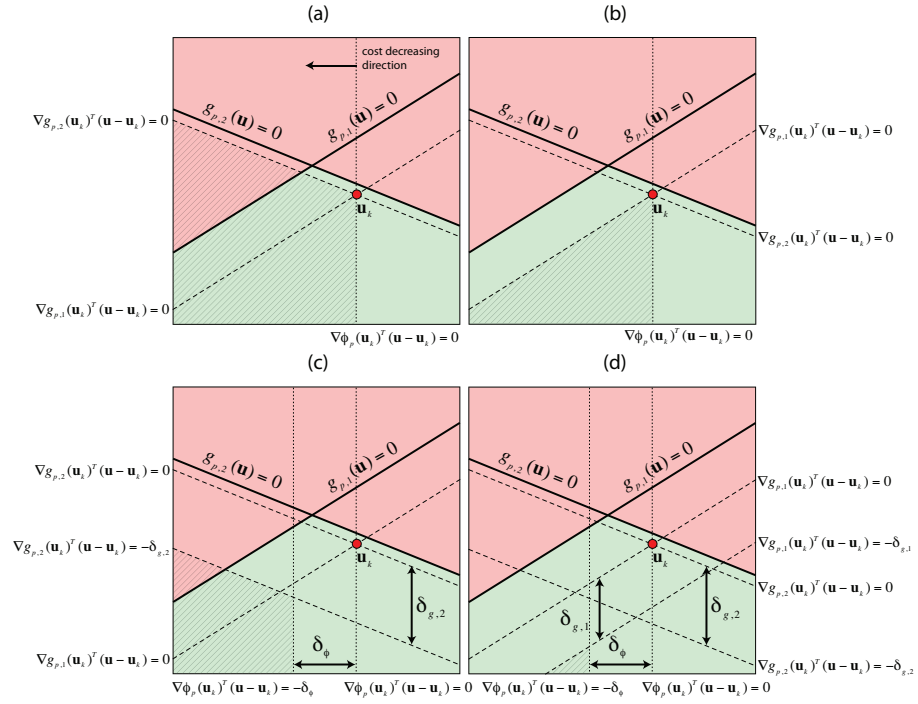 (a)
(b)
cost decreasing
direction
g_{p,2}(u) = 0
g_{p,1}(u) = 0
∇g_{p,2}(u_k)^T(u − u_k) = 0
u_k
∇g_{p,1}(u_k)^T(u − u_k) = 0
∇ϕ_p(u_k)^T(u − u_k) = 0
g_{p,2}(u) = 0
g_{p,1}(u) = 0
∇g_{p,1}(u_k)^T(u − u_k) = 0
u_k
∇g_{p,2}(u_k)^T(u − u_k) = 0
∇ϕ_p(u_k)^T(u − u_k) = 0
(c)
(d)
g_{p,2}(u) = 0
g_{p,1}(u) = 0
∇g_{p,2}(u_k)^T(u − u_k) = 0
∇g_{p,2}(u_k)^T(u − u_k) = −δ_{g,2}
u_k
δ_{g,2}
δ_ϕ
∇g_{p,1}(u_k)^T(u − u_k) = 0
∇ϕ_p(u_k)^T(u − u_k) = −δ_ϕ
∇ϕ_p(u_k)^T(u − u_k) = 0
g_{p,2}(u) = 0
g_{p,1}(u) = 0
∇g_{p,1}(u_k)^T(u − u_k) = 0
u_k
∇g_{p,1}(u_k)^T(u − u_k) = −δ_{g,1}
∇g_{p,2}(u_k)^T(u − u_k) = 0
δ_{g,1}
δ_{g,2}
δ_ϕ
∇g_{p,2}(u_k)^T(u − u_k) = −δ_{g,2}
∇ϕ_p(u_k)^T(u − u_k) = −δ_ϕ
∇ϕ_p(u_k)^T(u − u_k) = 0